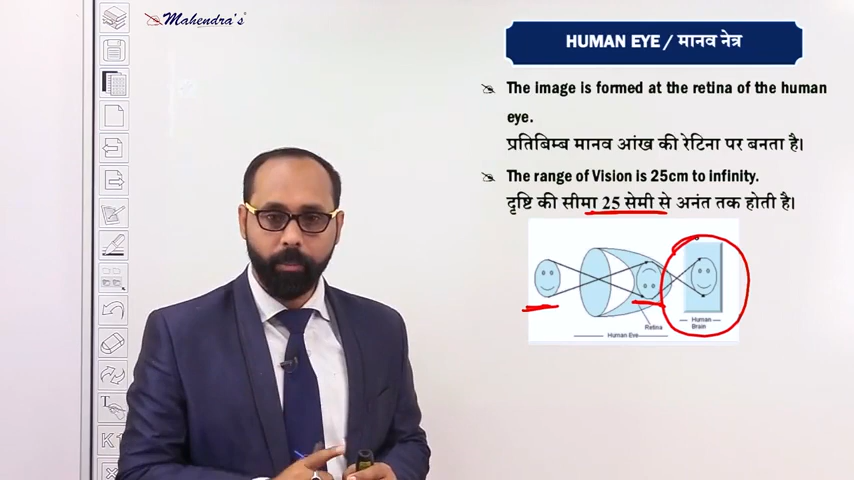 Mahendra's
HUMAN EYE / मानव नेत्र
The image is formed at the retina of the human
eye.
प्रतिबिम्ब मानव आंख की रेटिना पर बनता है।
The range of Vision is 25cm to infinity.
दृष्टि की सीमा 25 सेमी से अनंत तक होती है।
Retina
Human Eye
Human
Brain
T
K